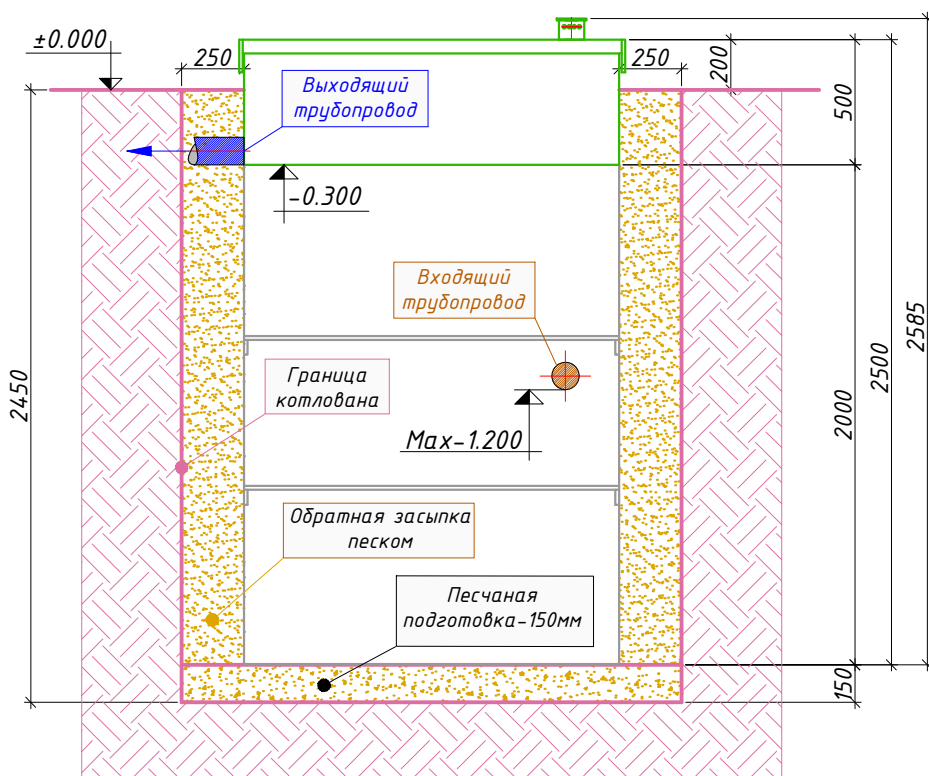 ±0.000
250
250
200
500
Выходящий
трубопровод
-0.300
Входящий
трубопровод
2585
2500
2450
Граница
котлована
2000
Max-1.200
Обратная засыпка
песком
Песчаная
подготовка-150мм
150